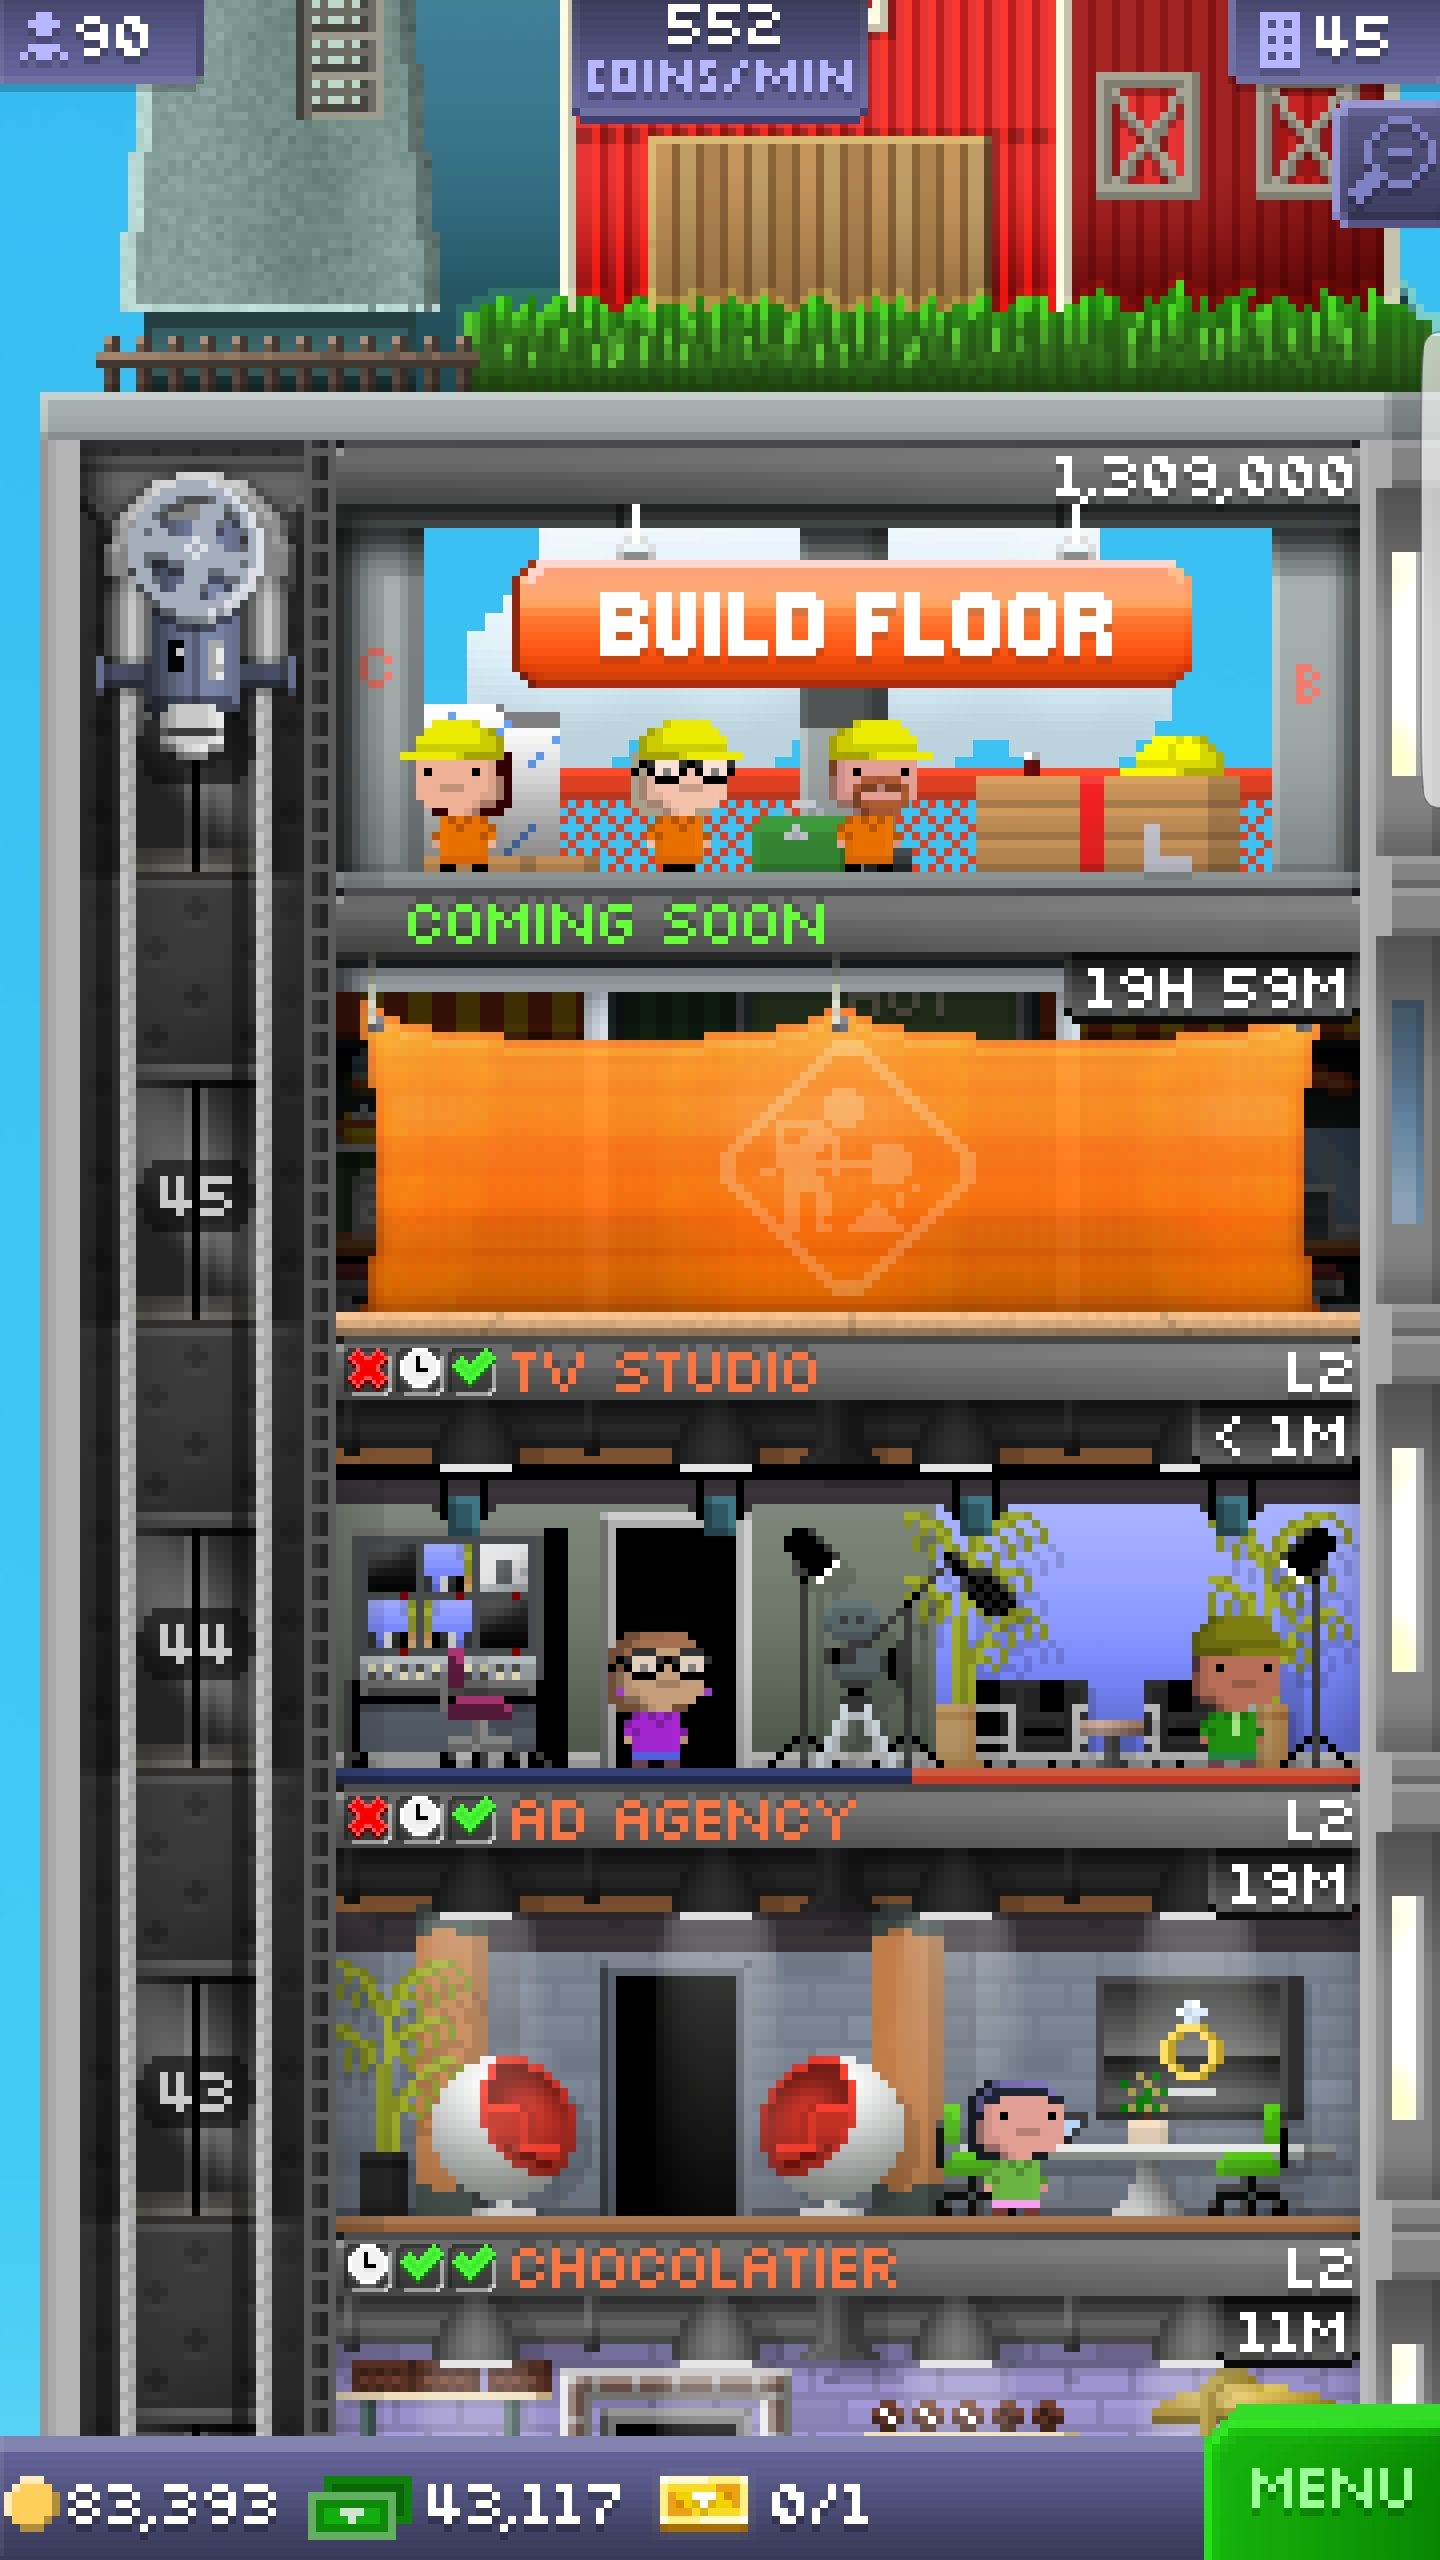 90
552
COINS/MIN
45
1,309,000
BUILD FLOOR
C
B
COMING SOON
19H 59M
45
TV STUDIO L2
< 1M
44
AD AGENCY L2
19M
43
CHOCOLATIER L2
11M
83,393 43,117 0/1
MENU